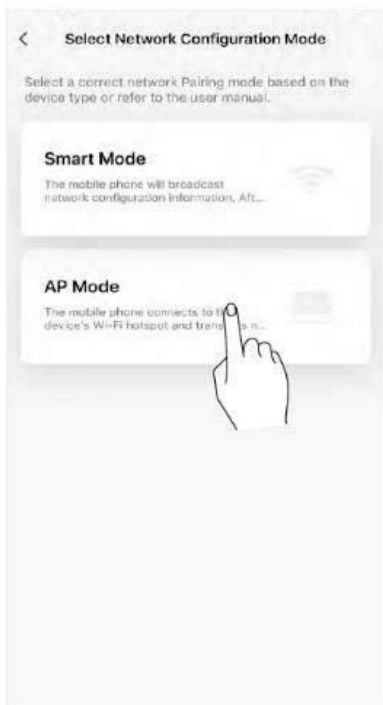 Select Network Configuration Mode
Select a correct network Pairing mode based on the
device type or refer to the user manual.
Smart Mode
The mobile phone will broadcast
network configuration information, Aft...
AP Mode
The mobile phone connects to
device's Wi-Fi hotspot and n...